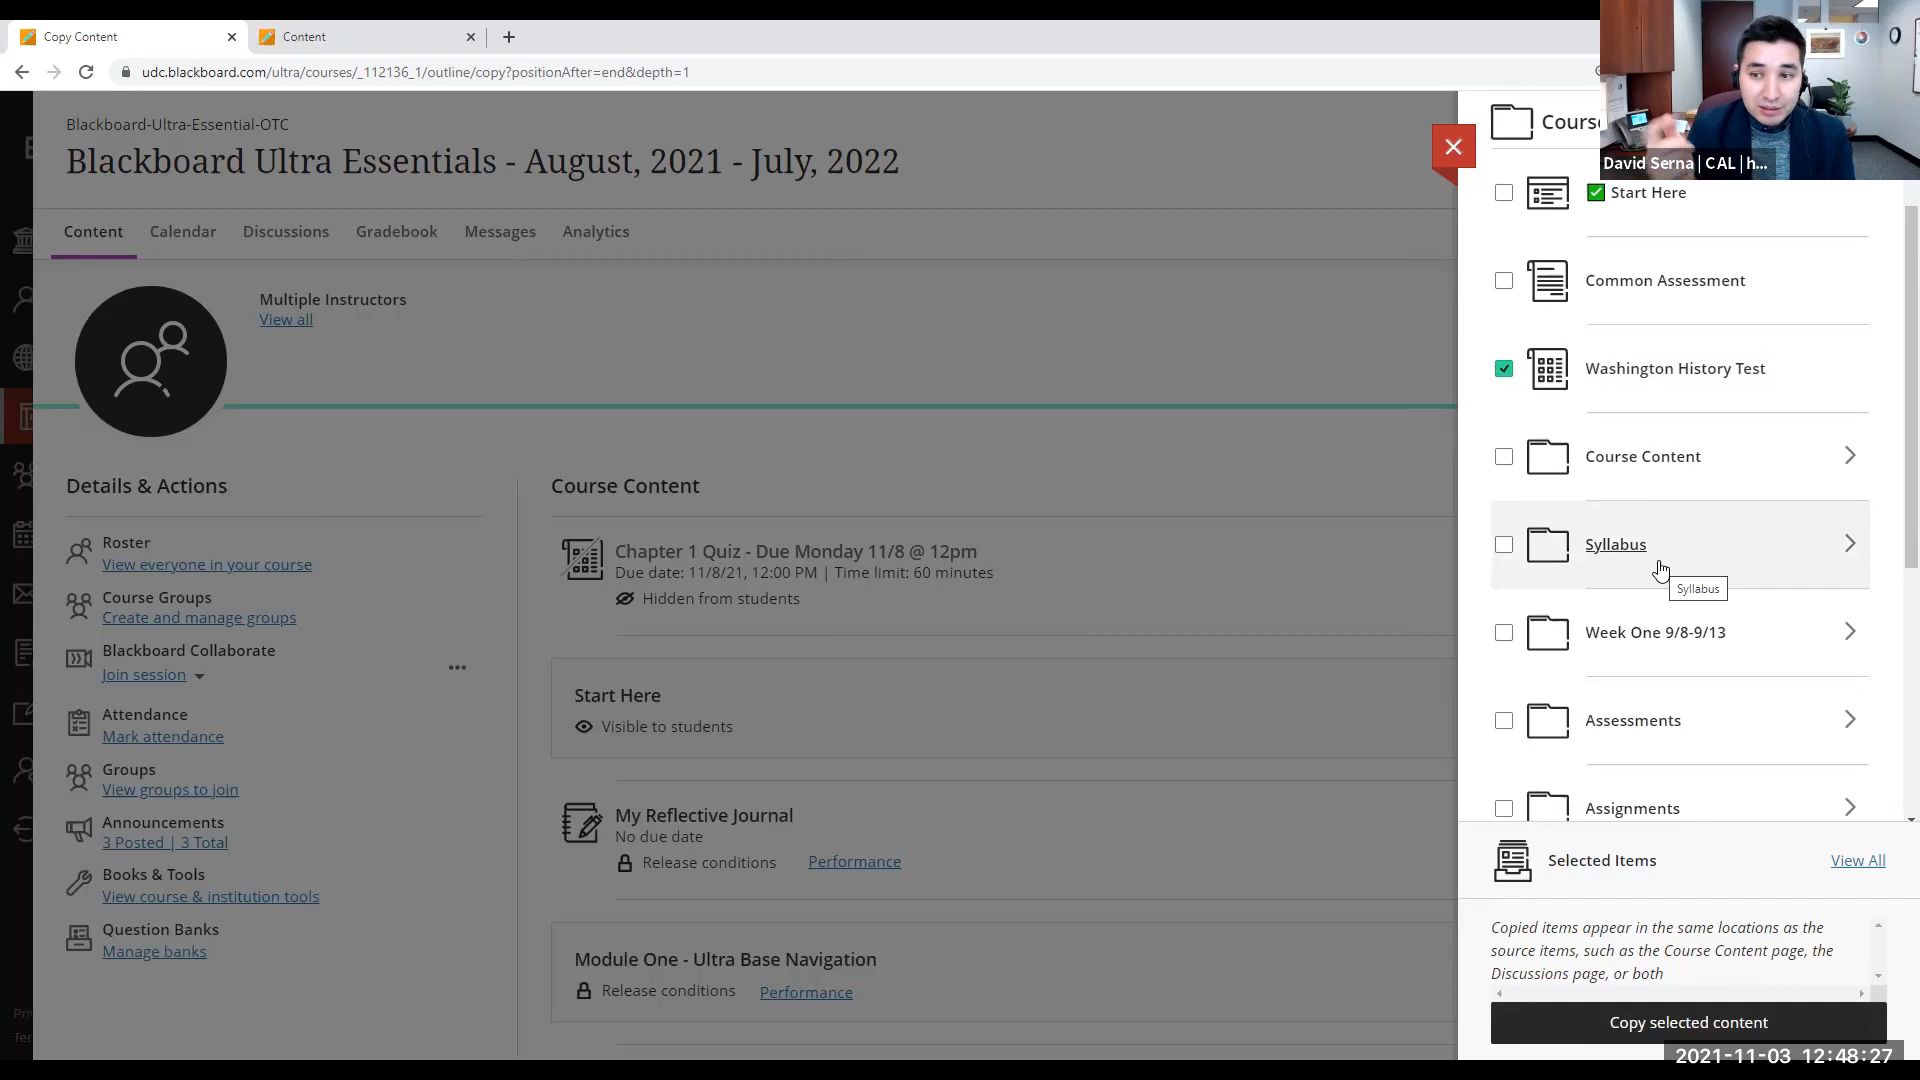 Copy Content
Content
udc.blackboard.com/ultra/courses/_112136_1/outline/copy?positionAfter=end&depth=1
Blackboard-Ultra-Essential-OTC
Blackboard Ultra Essentials - August, 2021 - July, 2022
Content Calendar Discussions Gradebook Messages Analytics
Multiple Instructors
View all
Details & Actions
Roster
View everyone in your course
Course Groups
Create and manage groups
Blackboard Collaborate
Join session
Attendance
Mark attendance
Groups
View groups to join
Announcements
3 Posted | 3 Total
Books & Tools
View course & institution tools
Question Banks
Manage banks
Course Content
Chapter 1 Quiz - Due Monday 11/8 @ 12pm
Due date: 11/8/21, 12:00 PM | Time limit: 60 minutes
Hidden from students
Start Here
Visible to students
My Reflective Journal
No due date
Release conditions Performance
Module One - Ultra Base Navigation
Release conditions Performance
David Serna | CAL | h...
Start Here
Common Assessment
Washington History Test
Course Content
Syllabus
Syllabus
Week One 9/8-9/13
Assessments
Assignments
Selected Items View All
Copied items appear in the same locations as the
source items, such as the Course Content page, the
Discussions page, or both
Copy selected content
2021-11-03 12:48:27